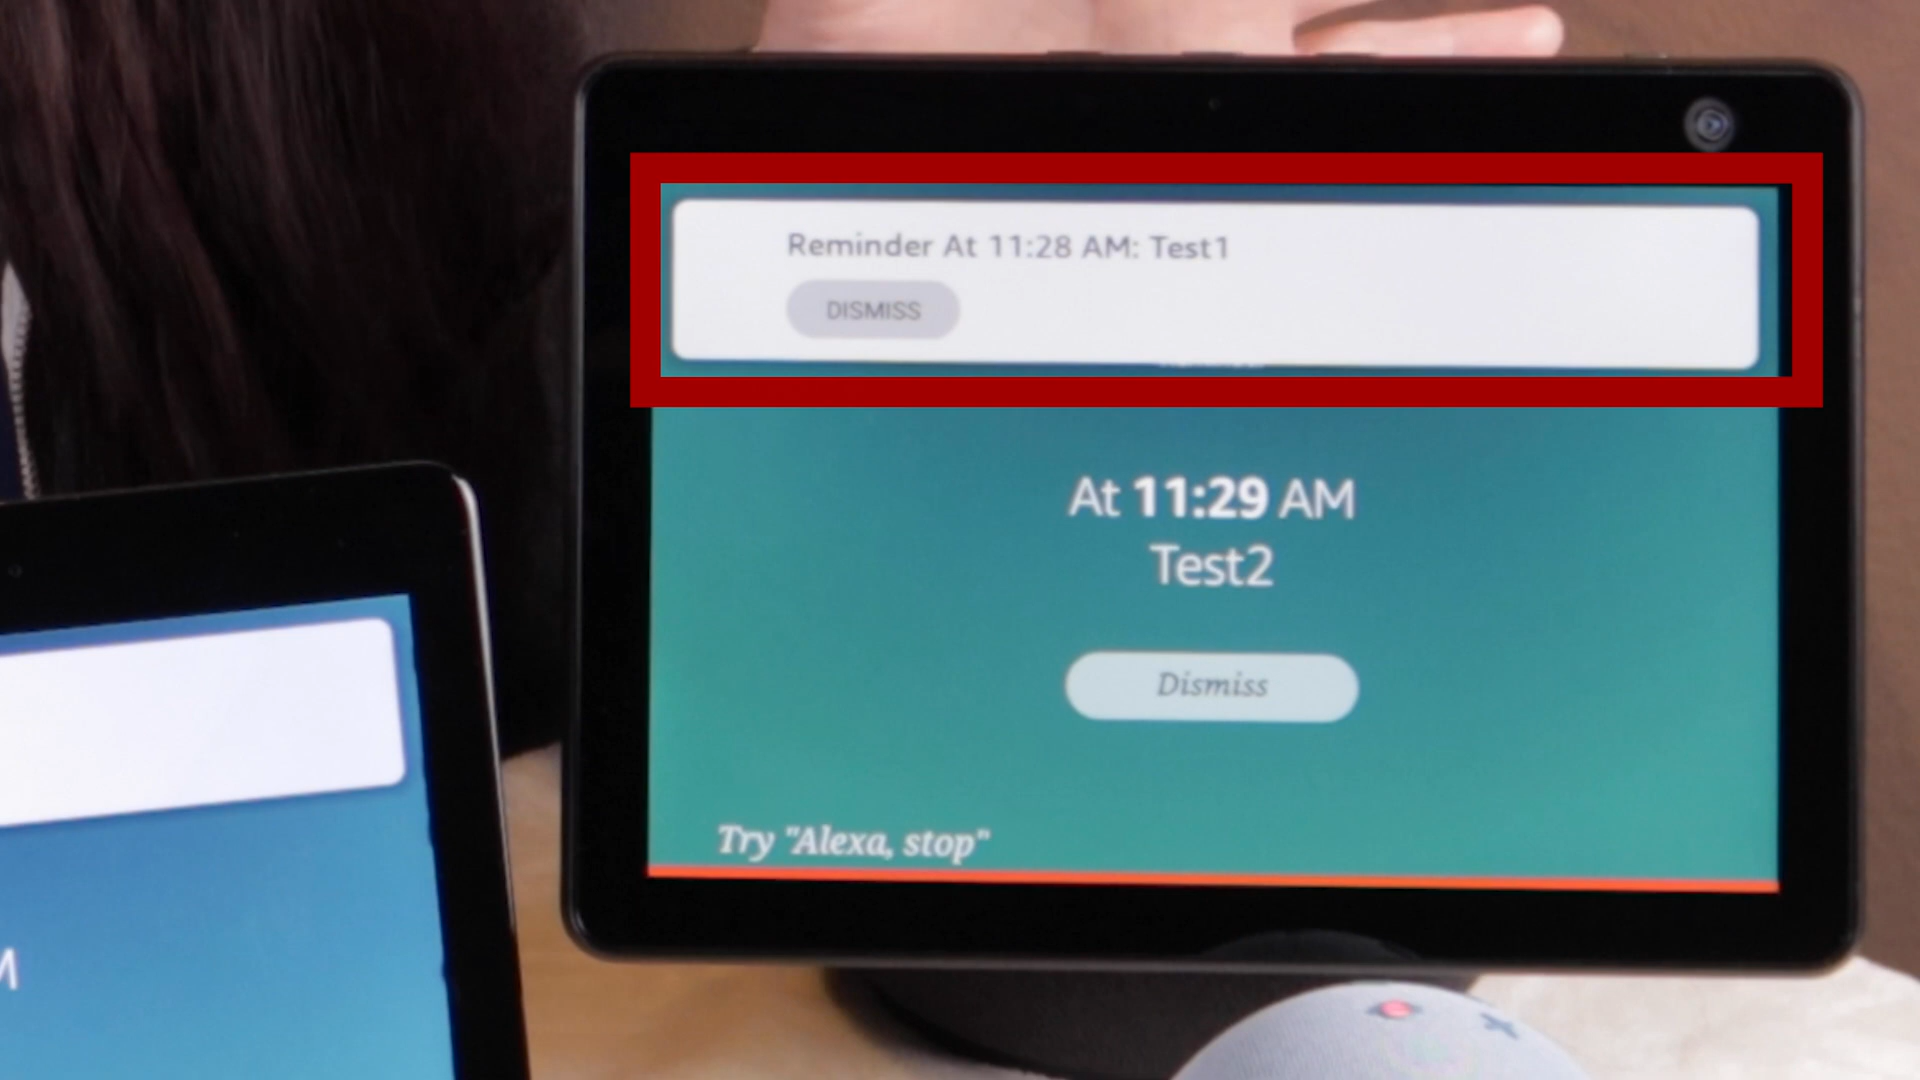 Reminder At 11:28 AM: Test1
DISMISS
At 11:29 AM
Test2
Dismiss
Try "Alexa, stop"
M